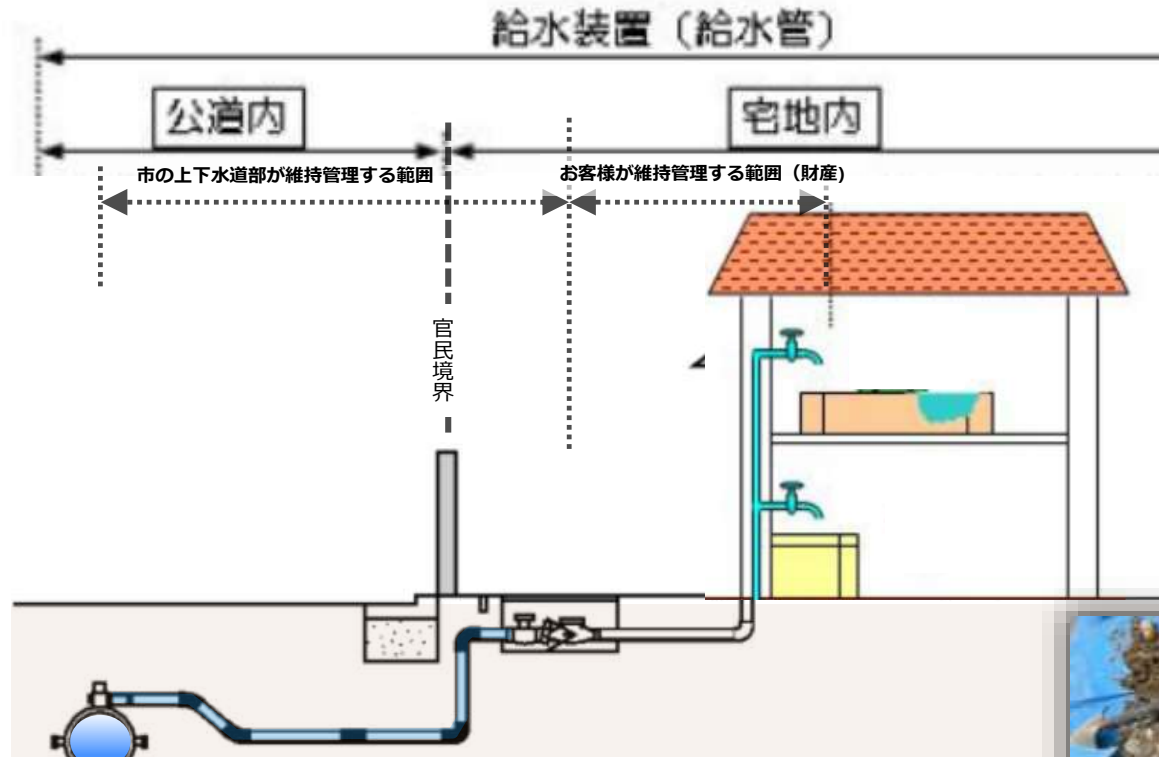 給水装置（給水管）
公道内
宅地内
市の上下水道部が維持管理する範囲
お客様が維持管理する範囲（財産)
官民境界